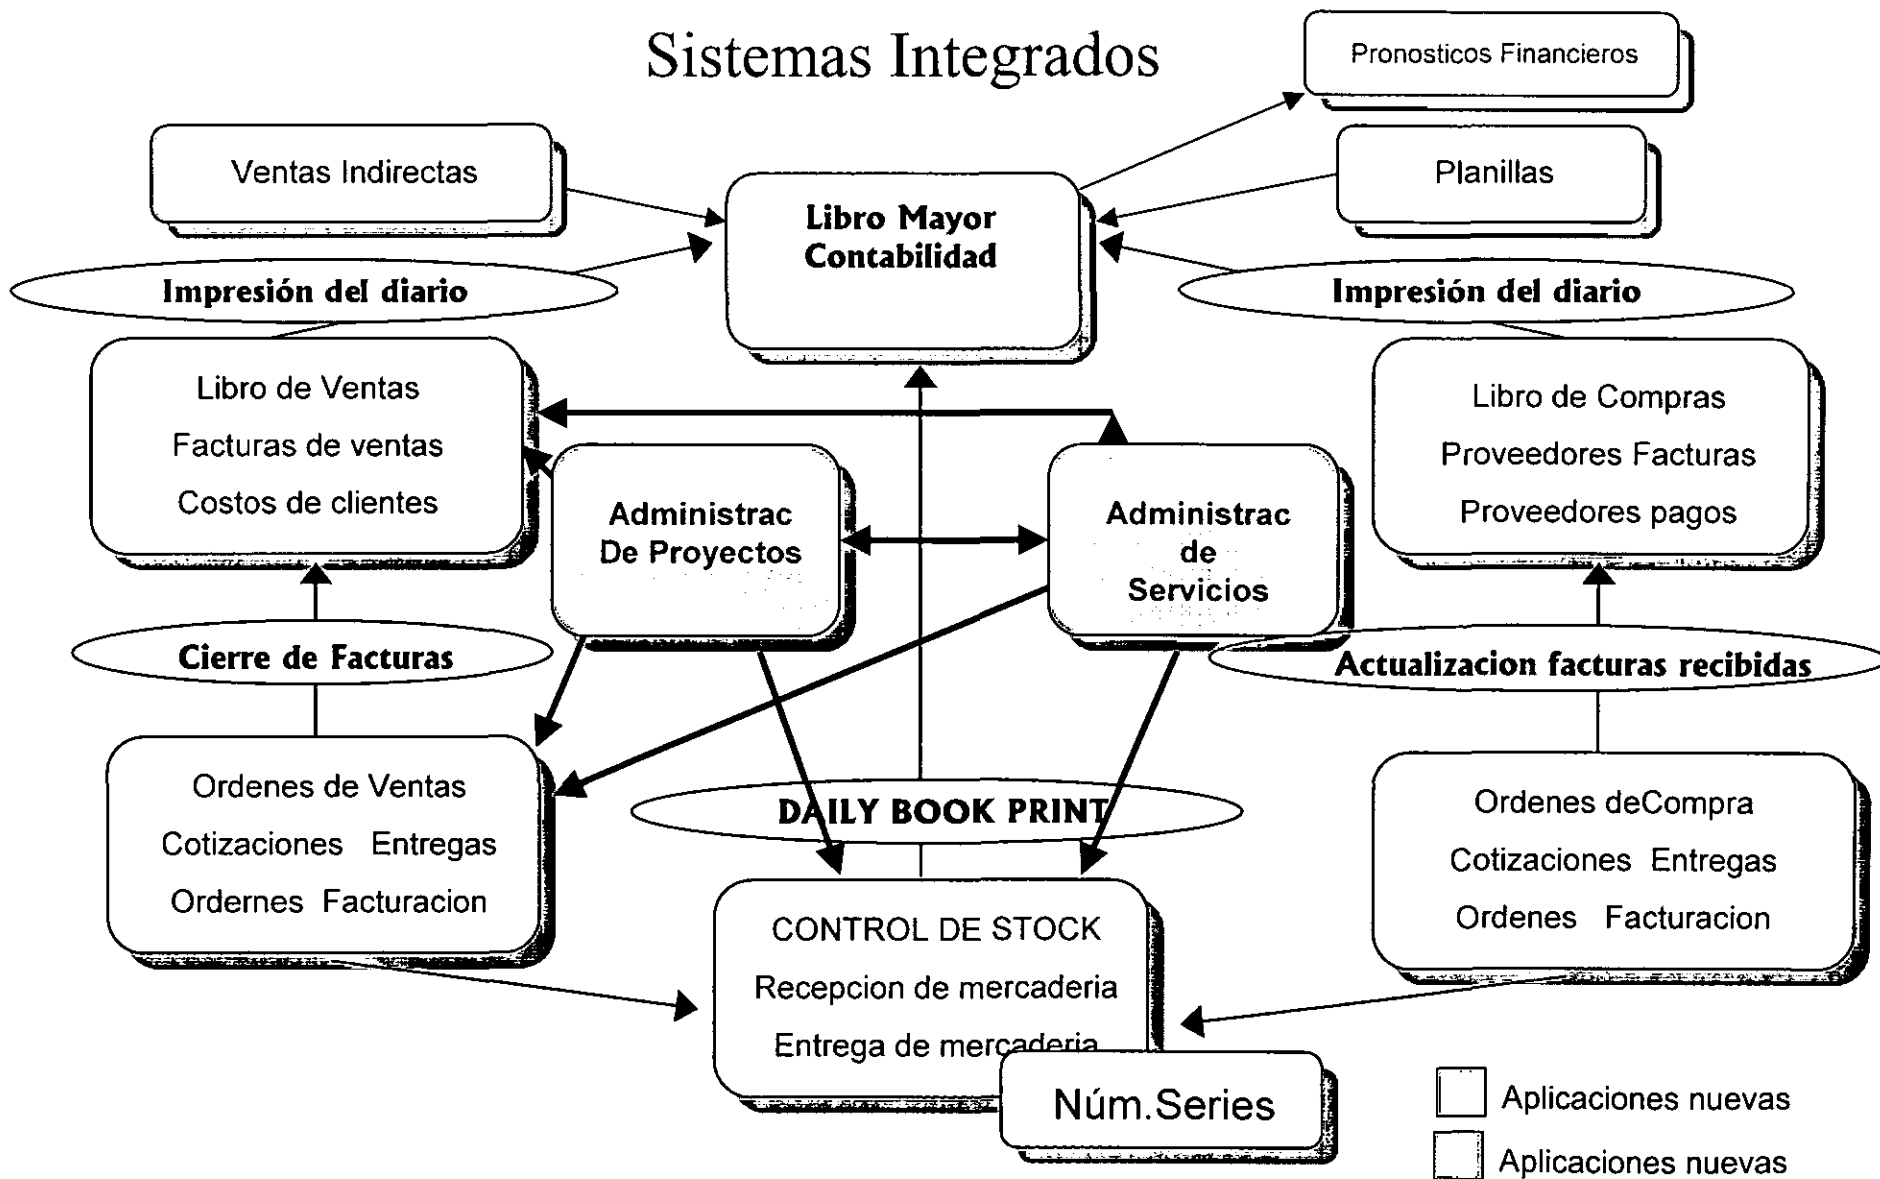 Sistemas Integrados
Pronosticos Financieros
Ventas Indirectas
Planillas
Libro Mayor
Contabilidad
Impresión del diario
Impresión del diario
Libro de Ventas
Facturas de ventas
Costos de clientes
Libro de Compras
Proveedores Facturas
Proveedores pagos
Administrac
De Proyectos
Administrac
de
Servicios
Cierre de Facturas
Actualizacion facturas recibidas
Ordenes de Ventas
Cotizaciones Entregas
Ordernes Facturacion
DAILY BOOK PRINT
Ordenes deCompra
Cotizaciones Entregas
Ordenes Facturacion
CONTROL DE STOCK
Recepcion de mercaderia
Entrega de mercaderia
Núm.Series
Aplicaciones nuevas
Aplicaciones nuevas